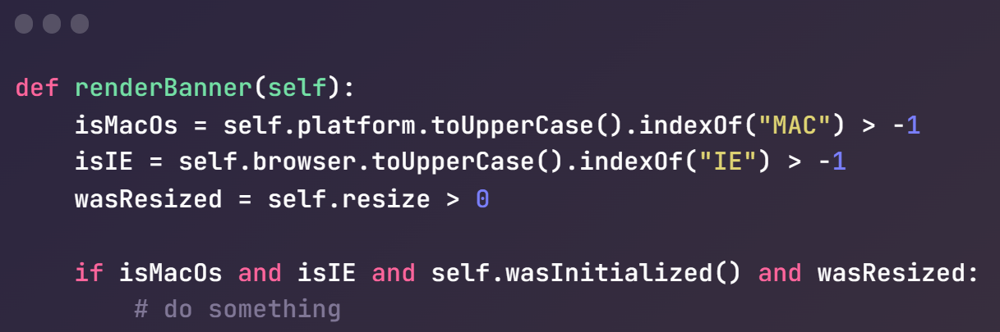 def renderBanner(self):
    isMacOs = self.platform.toUpperCase().indexOf("MAC") > -1
    isIE = self.browser.toUpperCase().indexOf("IE") > -1
    wasResized = self.resize > 0

    if isMacOs and isIE and self.wasInitialized() and wasResized:
        # do something